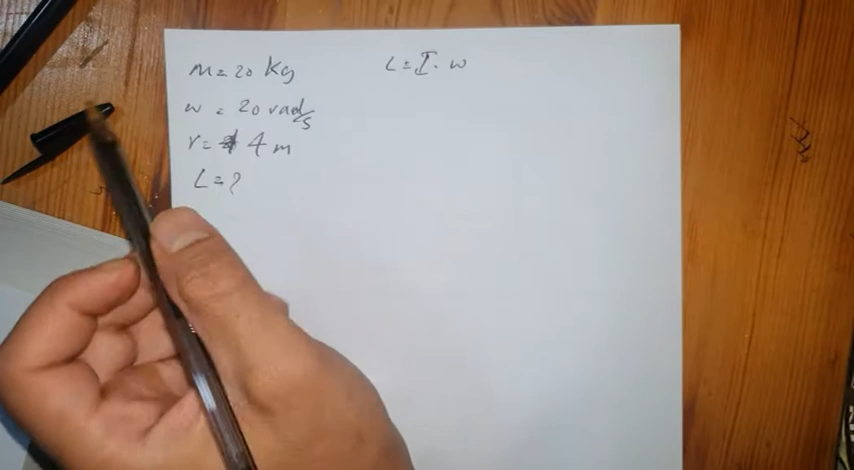 m = 20 Kg
w = 20 rad/s
r = 4 m
L = ?
L = I . w